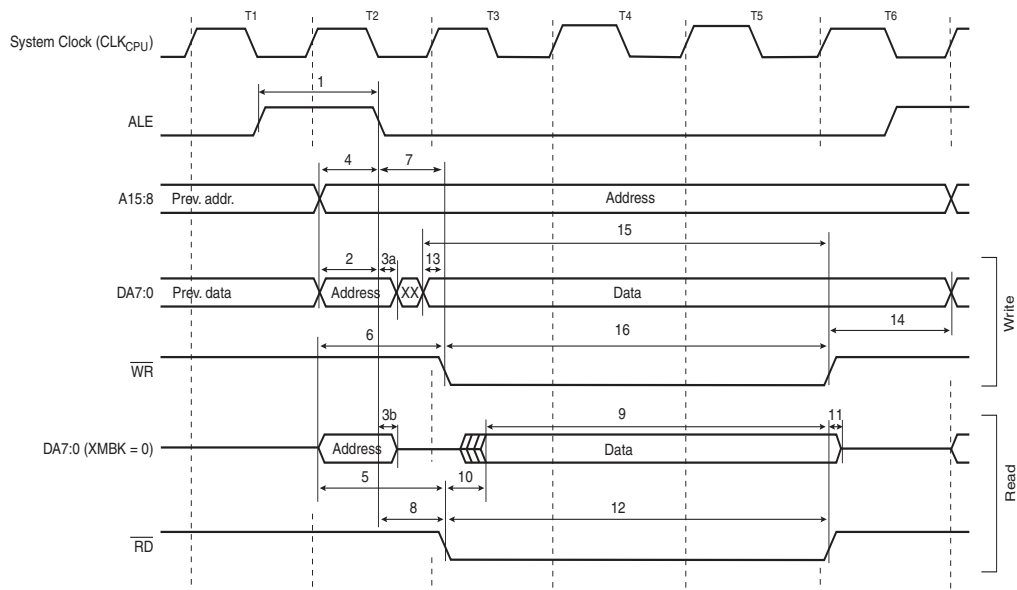 T1 T2 T3 T4 T5 T6
System Clock (CLKCPU)
1
ALE
4 7
A15:8 Prev. addr. Address
15
2 3a 13
DA7:0 Prev. data Address XX Data
14
6 16
WR
Write
3b 9 11
DA7:0 (XMBK = 0) Address Data
5 10
8 12
RD
Read